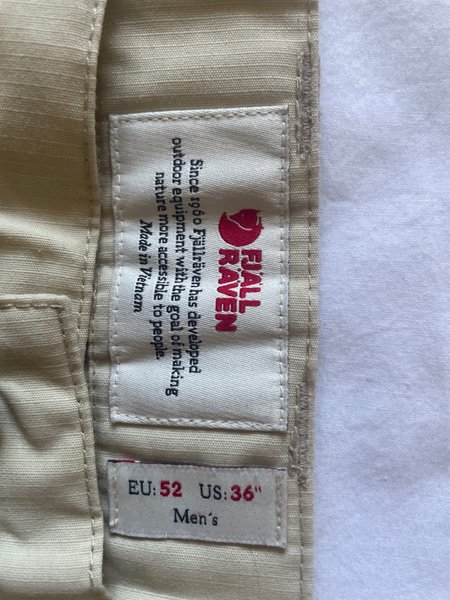 FJÄLL
RÄVEN
Since 1960 Fjällräven has developed
outdoor equipment with the goal of making
nature more accessible to people.
Made in Vietnam
EU: 52 US: 36"
Men's